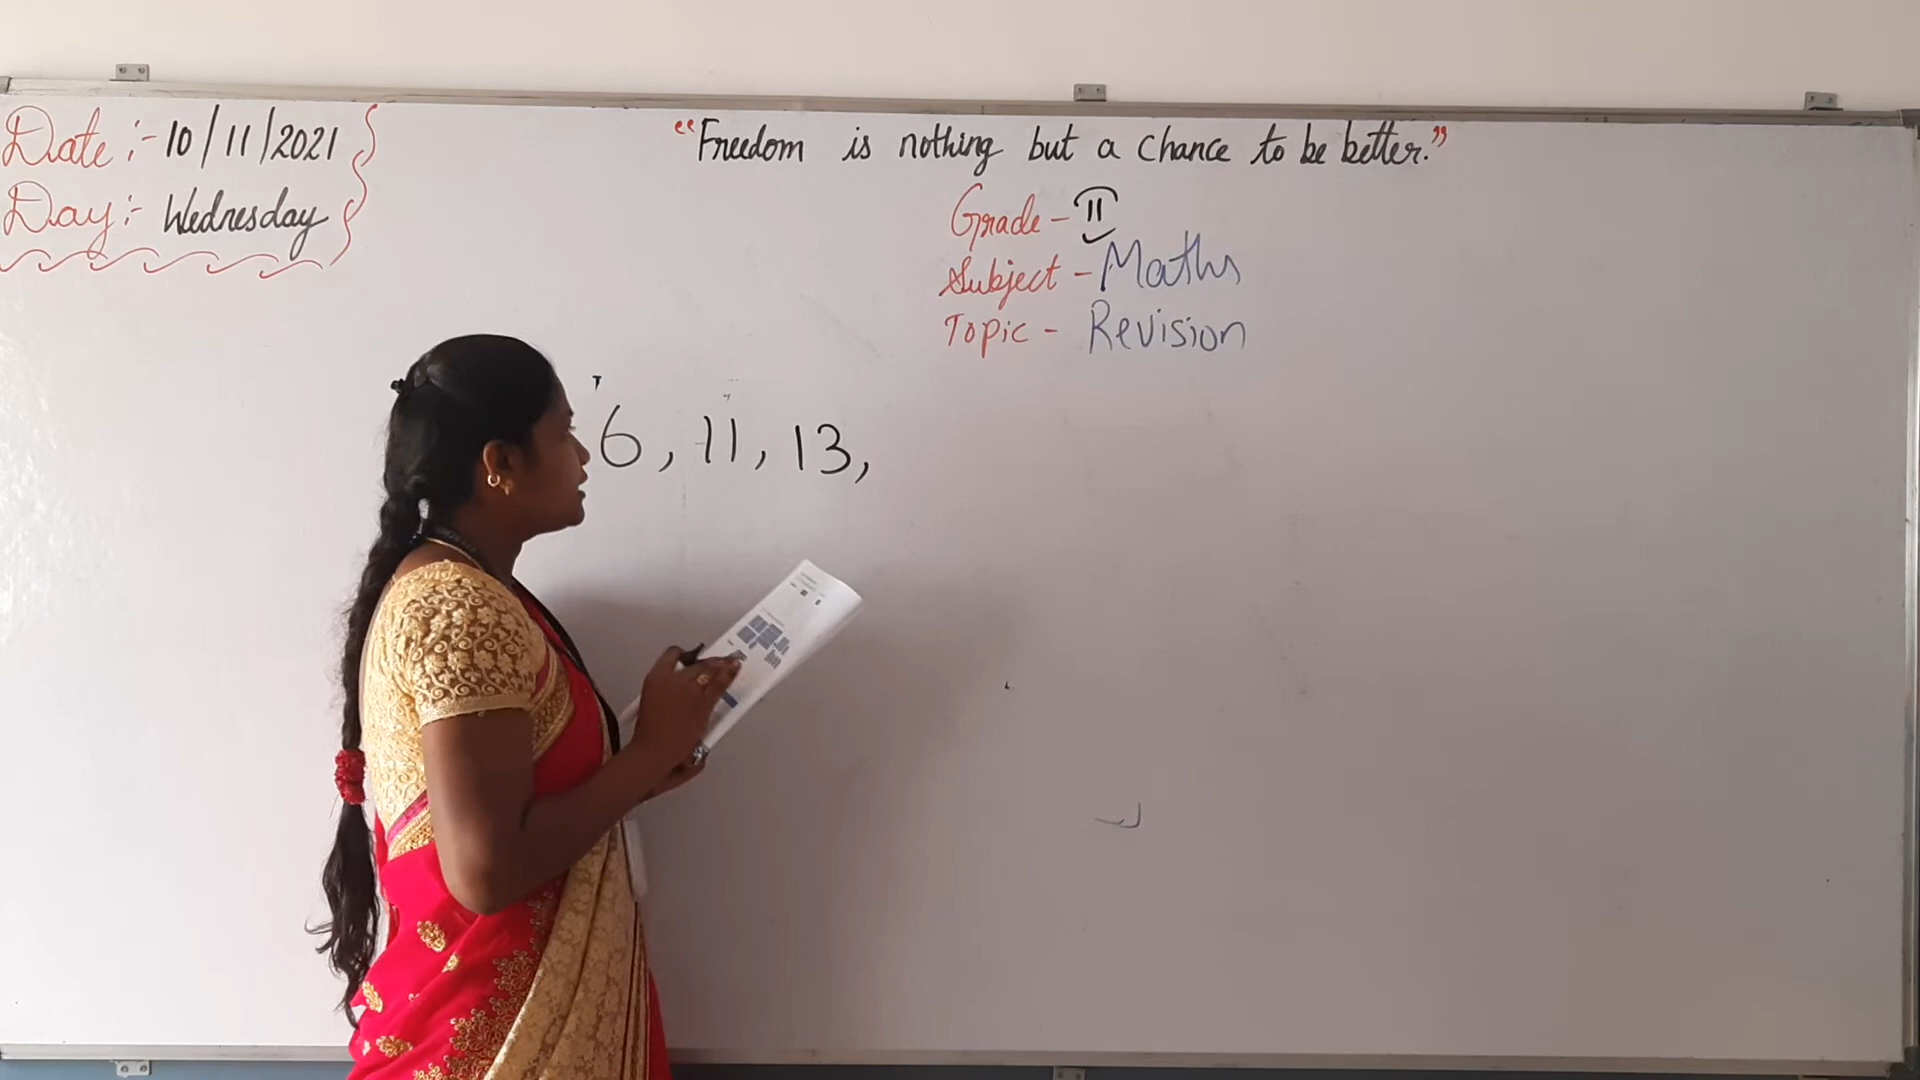 Date :- 10/11/2021
Day :- Wednesday
"Freedom is nothing but a chance to be better."
Grade - II
Subject - Maths
Topic - Revision
6, 11, 13,